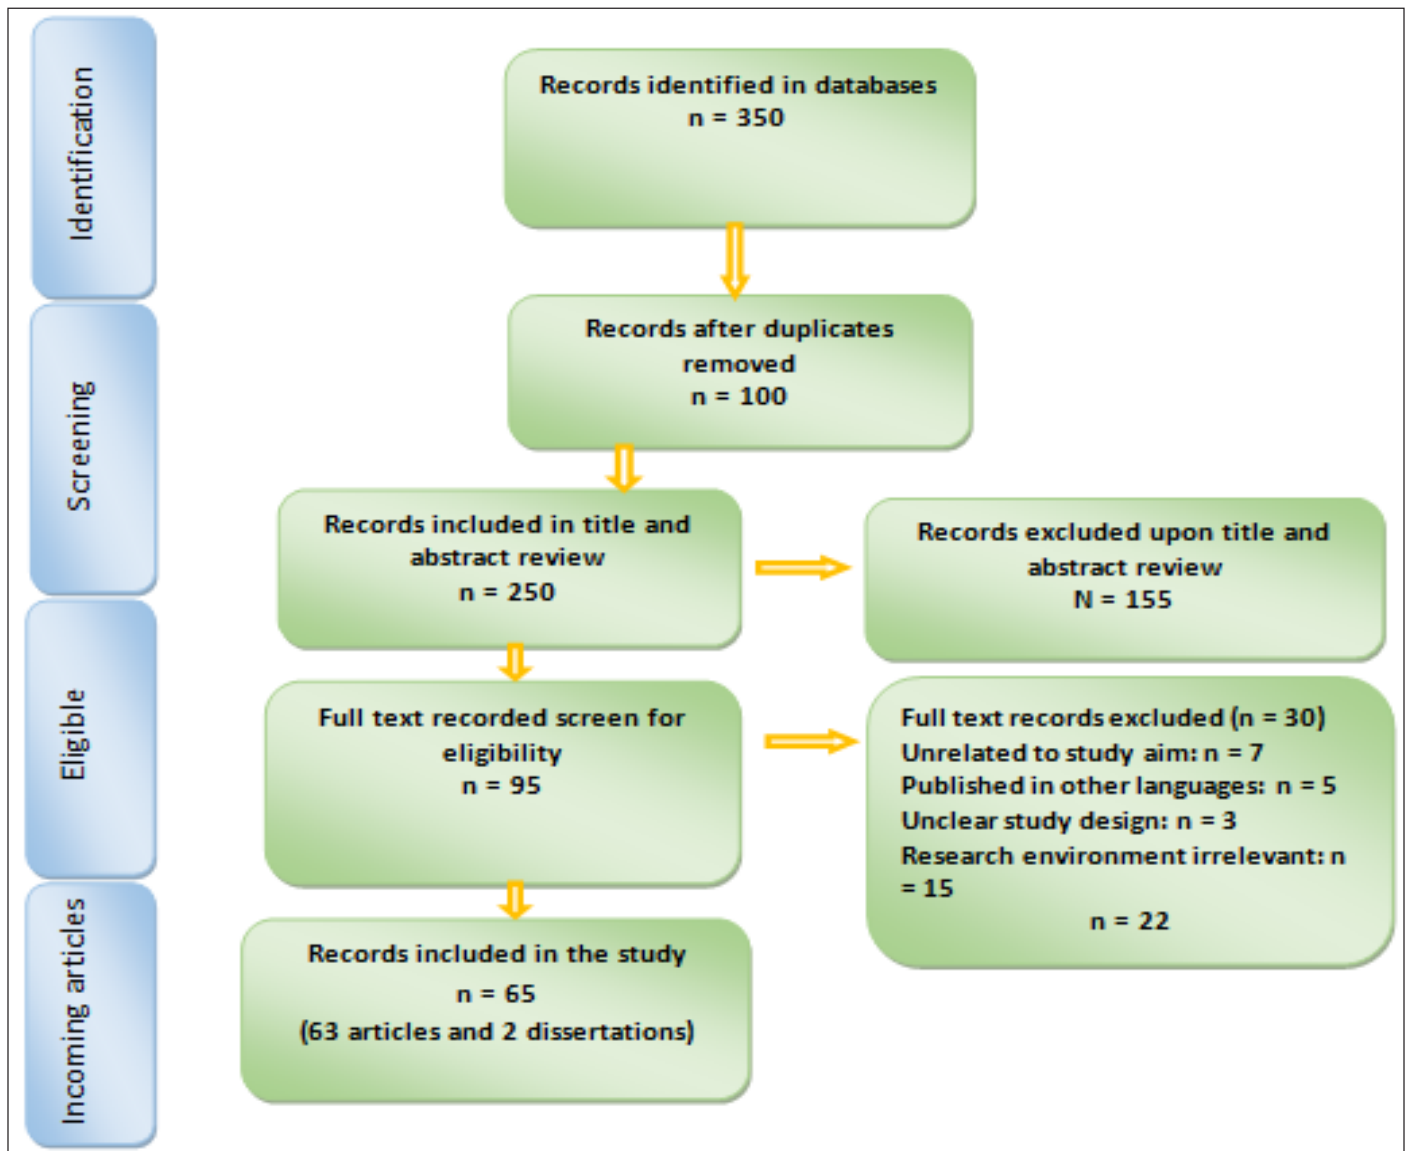 Identification
Records identified in databases
n = 350
Screening
Records after duplicates
removed
n = 100
Records included in title and
abstract review
n = 250
Records excluded upon title and
abstract review
N = 155
Eligible
Full text recorded screen for
eligibility
n = 95
Full text records excluded (n = 30)
Unrelated to study aim: n = 7
Published in other languages: n = 5
Unclear study design: n = 3
Research environment irrelevant: n
= 15
n = 22
Incoming articles
Records included in the study
n = 65
(63 articles and 2 dissertations)